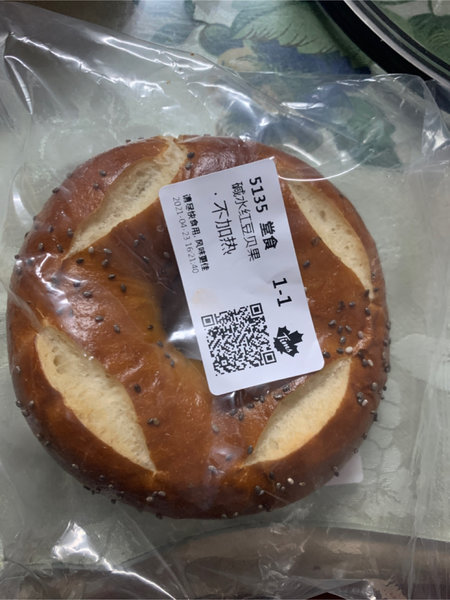 5135 堂食 1-1
碱水红豆贝果
· 不加热
请尽快食用, 风味更佳
2021-04-23 16:21:40
Tims